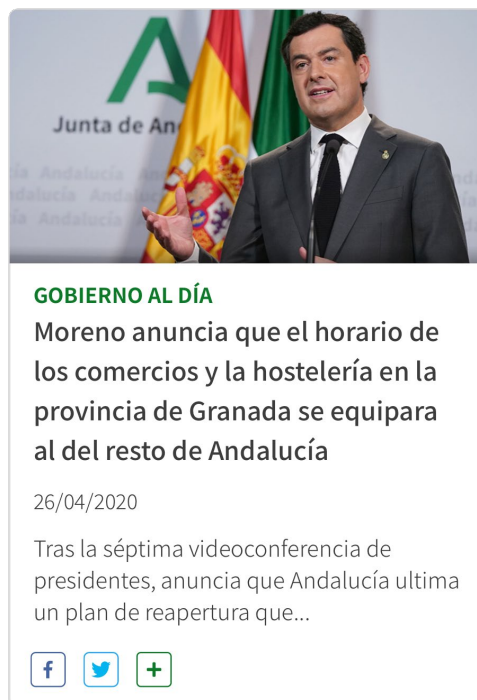 Junta de An
GOBIERNO AL DÍA
Moreno anuncia que el horario de
los comercios y la hostelería en la
provincia de Granada se equipara
al del resto de Andalucía
26/04/2020
Tras la séptima videoconferencia de
presidentes, anuncia que Andalucía ultima
un plan de reapertura que...